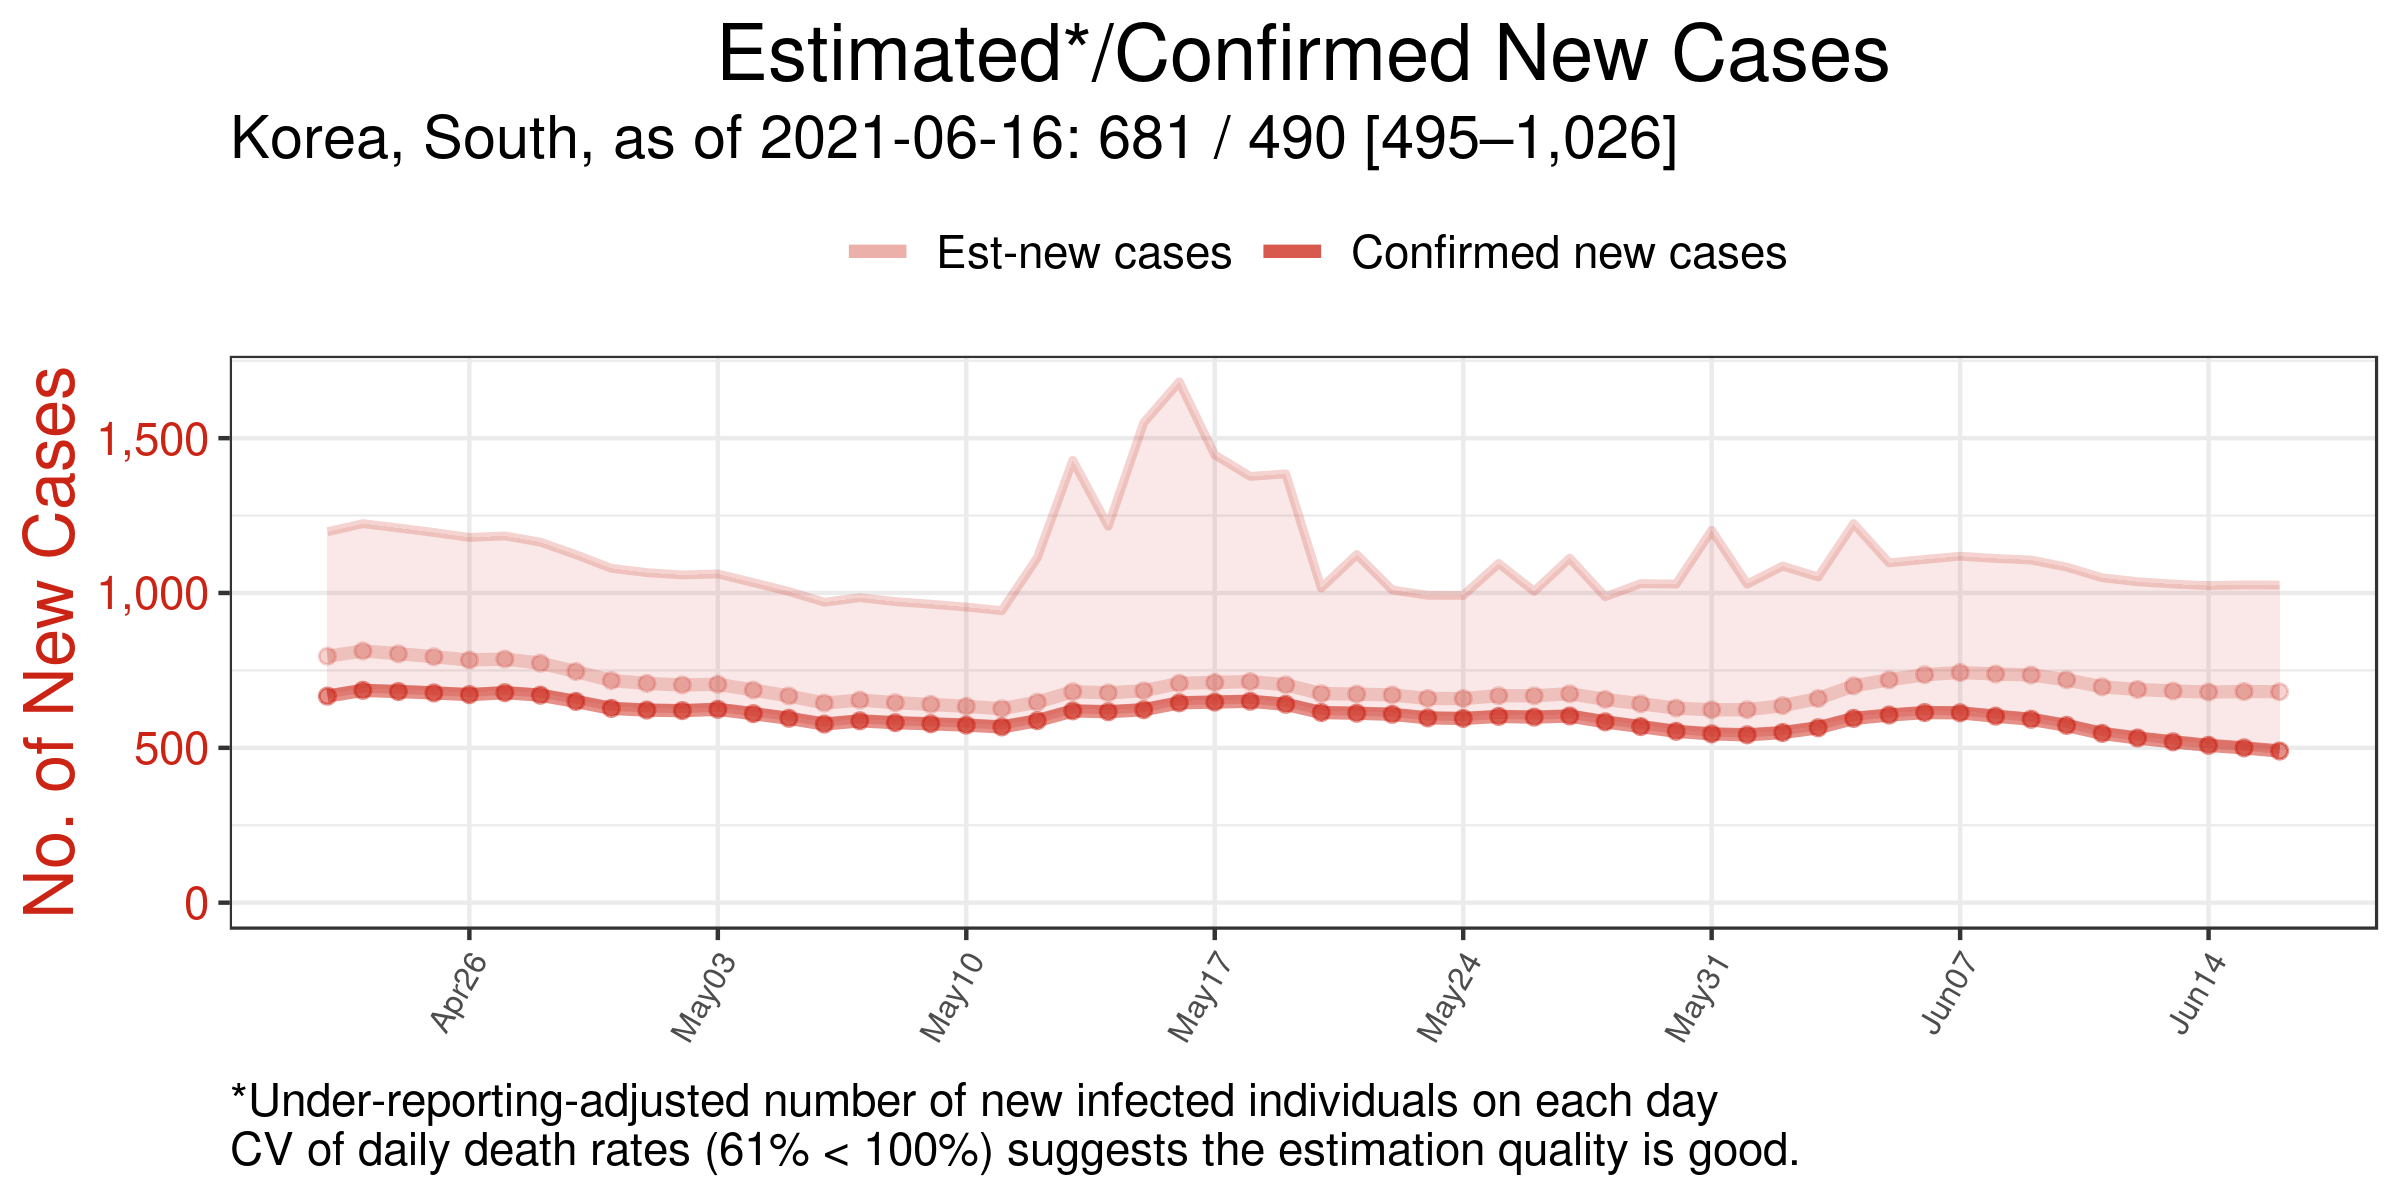 Estimated*/Confirmed New Cases
Korea, South, as of 2021-06-16: 681 / 490 [495–1,026]
Est-new cases
Confirmed new cases
No. of New Cases
1,500
1,000
500
0
Apr26
May03
May10
May17
May24
May31
Jun07
Jun14
*Under-reporting-adjusted number of new infected individuals on each day
CV of daily death rates (61% < 100%) suggests the estimation quality is good.